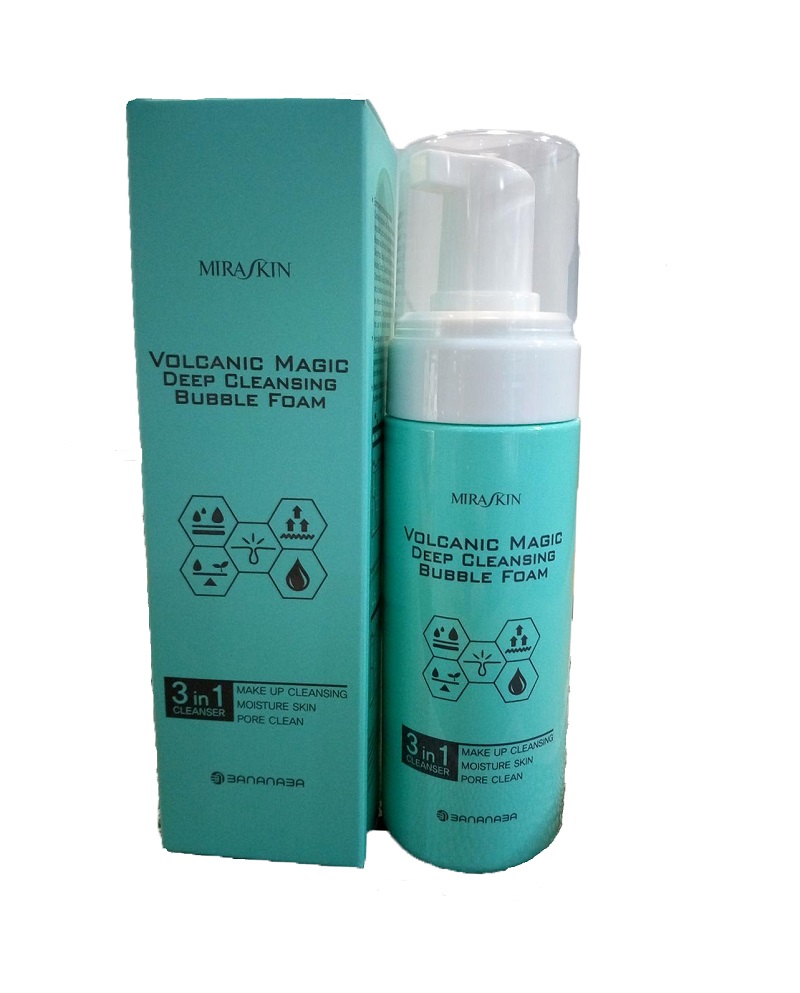 MIRASKIN
VOLCANIC MAGIC
DEEP CLEANSING
BUBBLE FOAM
3 in 1
CLEANSER
MAKE UP CLEANSING
MOISTURE SKIN
PORE CLEAN
BANANABA
MIRASKIN
VOLCANIC MAGIC
DEEP CLEANSING
BUBBLE FOAM
3 in 1
CLEANSER
MAKE UP CLEANSING
MOISTURE SKIN
PORE CLEAN
BANANABA